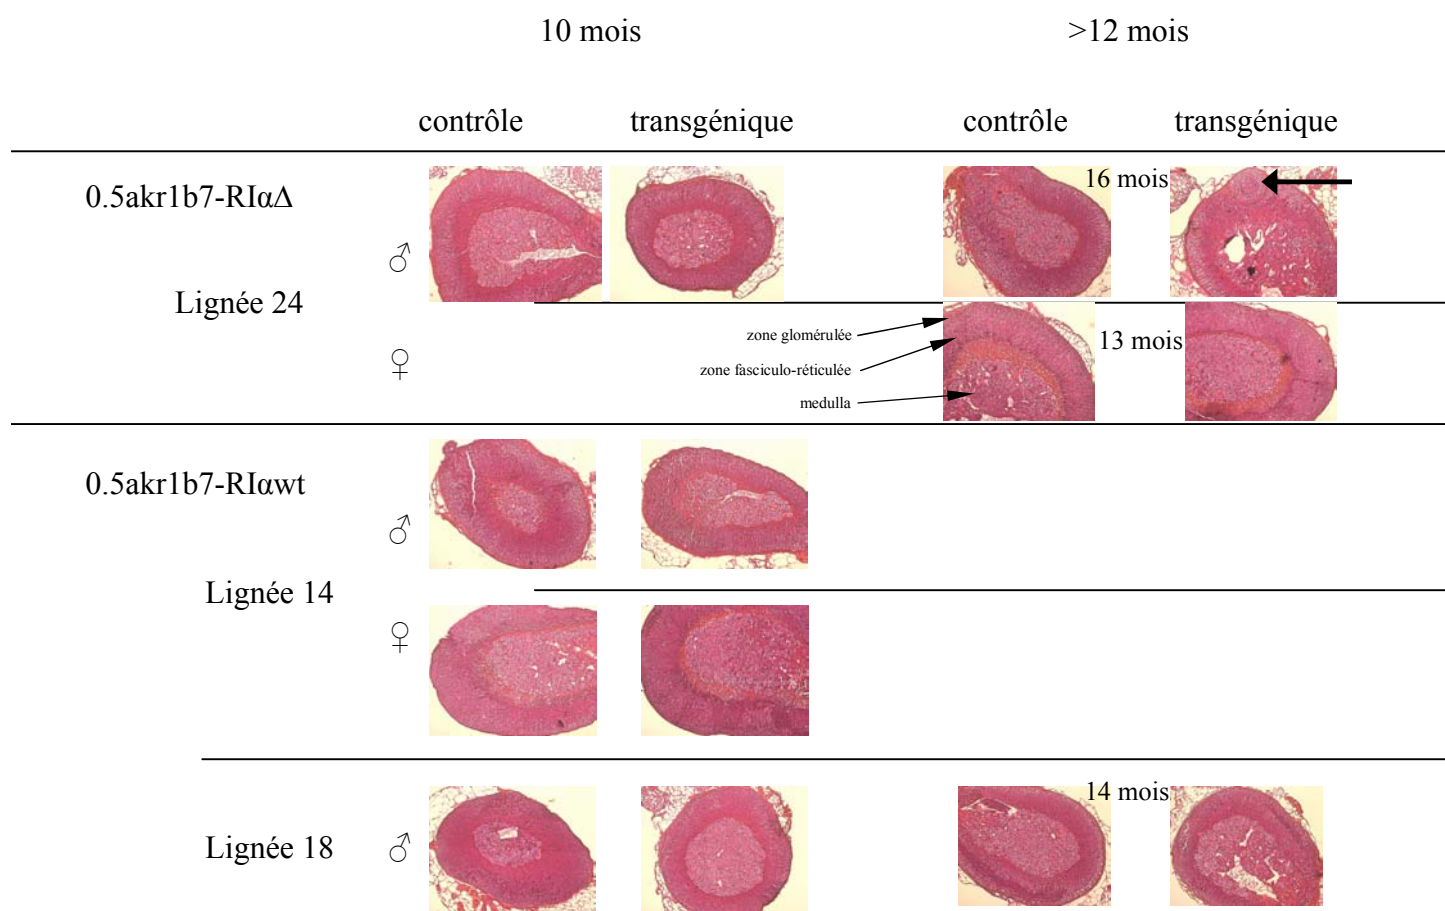 10 mois >12 mois
contrôle transgénique contrôle transgénique
0.5akr1b7-RIαΔ
16 mois
♂
Lignée 24
zone glomérulée
13 mois
♀
zone fasciculo-réticulée
medulla
0.5akr1b7-RIαwt
♂
Lignée 14
♀
14 mois
Lignée 18 ♂